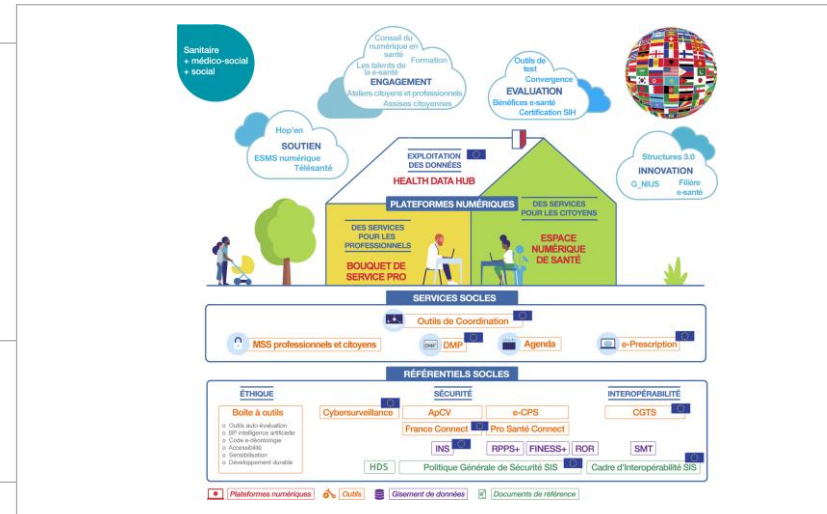 Sanitaire
+ médico-social
+ social
Conseil du
numérique en
santé
Formation
Les talents de
la e-santé
ENGAGEMENT
Ateliers citoyens et professionnels
Assises citoyennes
Outils de
test
Convergence
EVALUATION
Bénéfices e-santé
Certification SIH
Hop'en
SOUTIEN
ESMS numérique
Télésanté
Structures 3.0
INNOVATION
G_NIUS
Filière
e-santé
EXPLOITATION
DES DONNÉES
HEALTH DATA HUB
PLATEFORMES NUMÉRIQUES
DES SERVICES
POUR LES
PROFESSIONNELS
BOUQUET DE
SERVICE PRO
DES SERVICES
POUR LES CITOYENS
ESPACE
NUMÉRIQUE
DE SANTÉ
SERVICES SOCLES
Outils de Coordination
MSS professionnels et citoyens
DMP
DMP
Agenda
e-Prescription
RÉFÉRENTIELS SOCLES
ÉTHIQUE
Boîte à outils
o Outils auto-évaluation
o BP intelligence artificielle
o Code e-déontologie
o Accessibilité
o Sensibilisation
o Développement durable
SÉCURITÉ
Cybersurveillance
ApCV
e-CPS
France Connect
Pro Santé Connect
INTEROPÉRABILITÉ
CGTS
INS
RPPS+
FINESS+
ROR
SMT
HDS
Politique Générale de Sécurité SIS
Cadre d'Interopérabilité SIS
Plateformes numériques
Outils
Gisement de données
Documents de référence